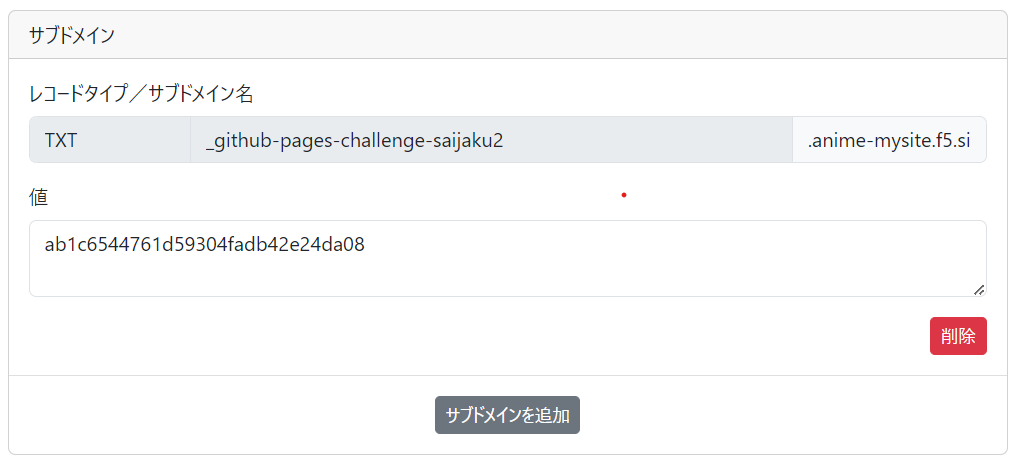 サブドメイン
レコードタイプ／サブドメイン名
TXT _github-pages-challenge-saijaku2 .anime-mysite.f5.si
値
ab1c6544761d59304fadb42e24da08
削除
サブドメインを追加